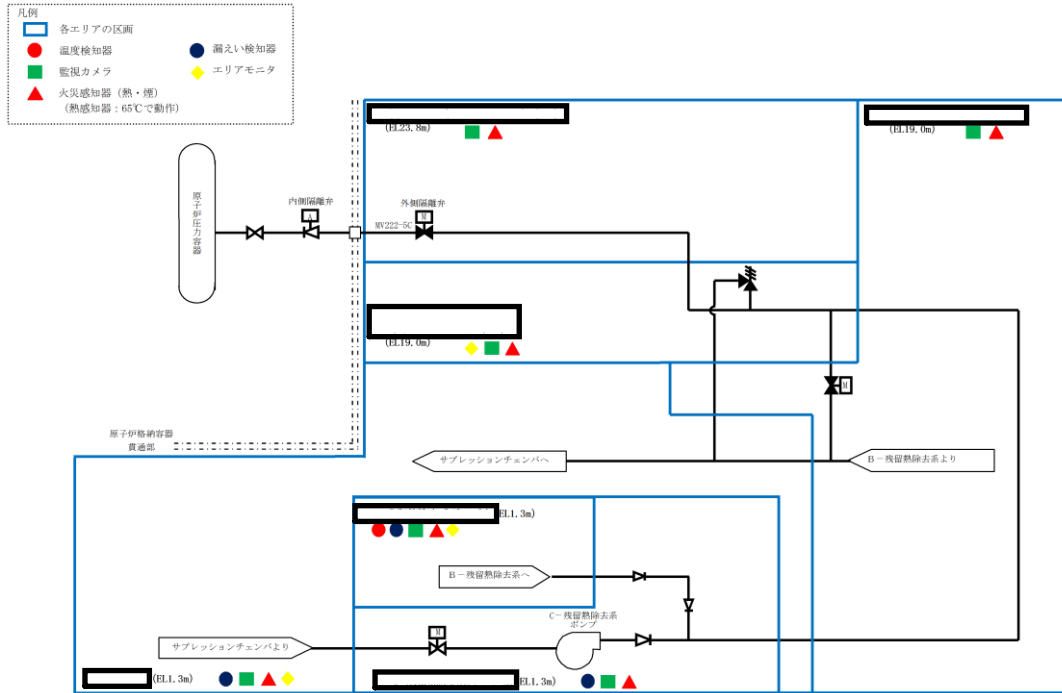 凡例
各エリアの区画
温度検知器
漏えい検知器
監視カメラ
エリアモニタ
火災感知器（熱・煙）
（熱感知器：65℃で動作）
(EL23.8m)
(EL19.0m)
原子炉圧力容器
内側隔離弁
A
外側隔離弁
M
MV222-5C
(EL19.0m)
M
原子炉格納容器
貫通部
サプレッションチェンバへ
B－残留熱除去系より
(EL1.3m)
B－残留熱除去系へ
C－残留熱除去系
ポンプ
M
サプレッションチェンバより
(EL1.3m)
EL1.3m)